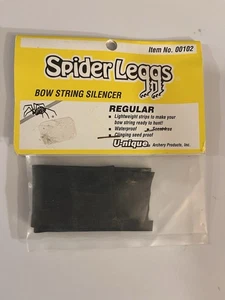 Item No. 00102
Spider Leggs
BOW STRING SILENCER
REGULAR
• Lightweight strips to make your
bow string ready to hunt!
• Waterproof • Scentfree
• Clinging seed proof
U-nique Archery Products, Inc.